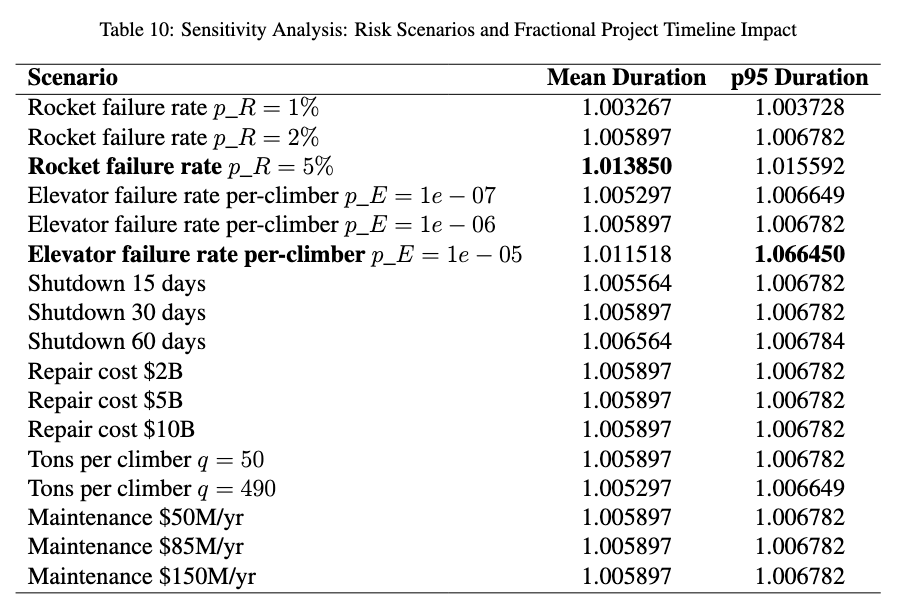 Table 10: Sensitivity Analysis: Risk Scenarios and Fractional Project Timeline Impact
Scenario Mean Duration p95 Duration
Rocket failure rate p_R = 1% 1.003267 1.003728
Rocket failure rate p_R = 2% 1.005897 1.006782
Rocket failure rate p_R = 5% 1.013850 1.015592
Elevator failure rate per-climber p_E = 1e − 07 1.005297 1.006649
Elevator failure rate per-climber p_E = 1e − 06 1.005897 1.006782
Elevator failure rate per-climber p_E = 1e − 05 1.011518 1.066450
Shutdown 15 days 1.005564 1.006782
Shutdown 30 days 1.005897 1.006782
Shutdown 60 days 1.006564 1.006784
Repair cost $2B 1.005897 1.006782
Repair cost $5B 1.005897 1.006782
Repair cost $10B 1.005897 1.006782
Tons per climber q = 50 1.005897 1.006782
Tons per climber q = 490 1.005297 1.006649
Maintenance $50M/yr 1.005897 1.006782
Maintenance $85M/yr 1.005897 1.006782
Maintenance $150M/yr 1.005897 1.006782